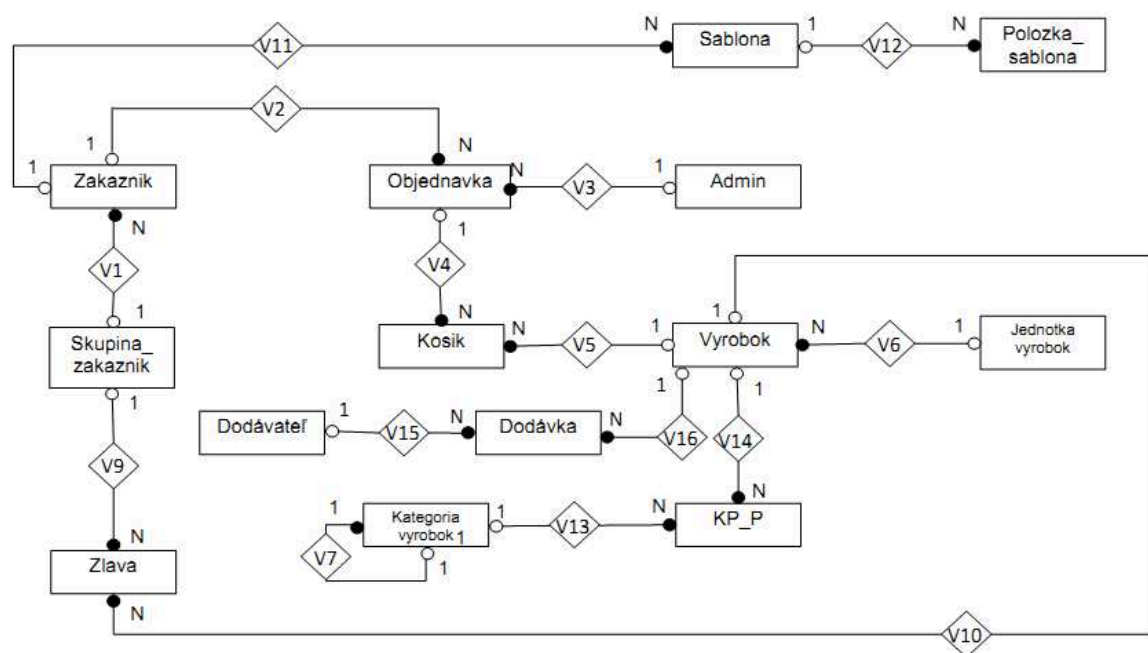 V11
N
Sablona
1
V12
N
Polozka_
sablona
V2
1
1
Zakaznik
N
Objednavka
N
V3
1
Admin
N
1
V1
V4
1
N
1
Skupina_
zakaznik
Kosik
N
V5
1
Vyrobok
N
V6
1
Jednotka
vyrobok
1
1
1
Dodávateľ
1
V15
N
Dodávka
N
V16
V14
V9
N
1
Kategoria
vyrobok
1
1
V13
N
KP_P
V7
1
N
Zlava
N
V10